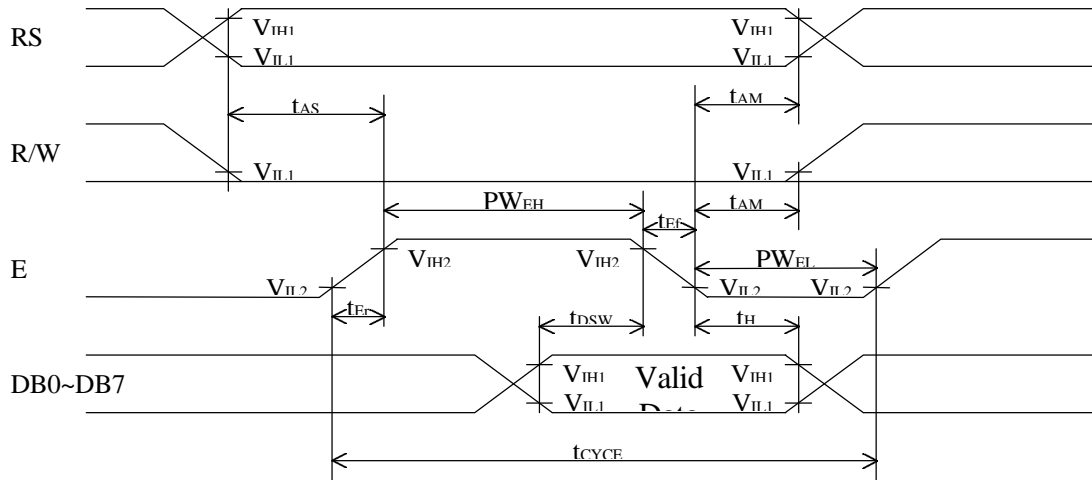 RS
VIH1
VIL1
VIH1
VIL1
tAS
tAM
R/W
VIL1
VIL1
PWEH
tEf
tAM
E
VIH2
VIH2
PWEL
VIL2
VIL2
VIL2
tEr
tDSW
tH
DB0~DB7
VIH1
Valid
VIH1
VIL1
Data
VIL1
tCYCE